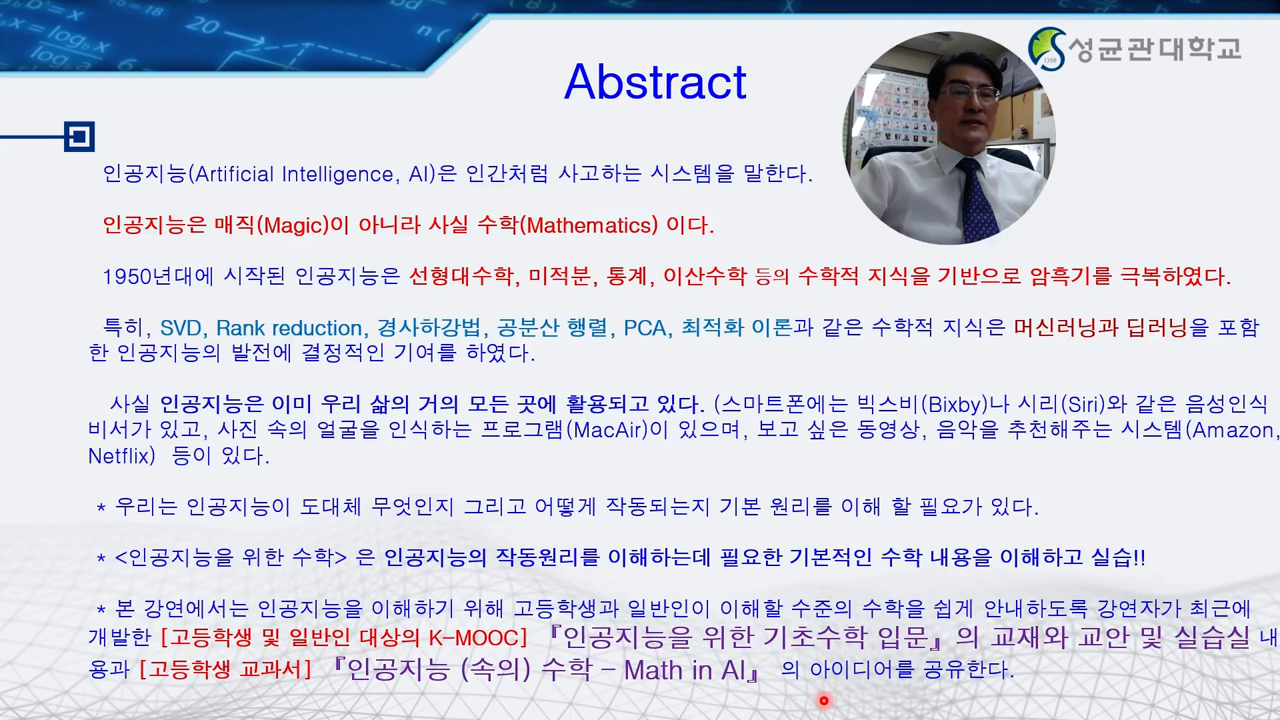 성균관대학교
1398
Abstract
인공지능(Artificial Intelligence, AI)은 인간처럼 사고하는 시스템을 말한다.
인공지능은 매직(Magic)이 아니라 사실 수학(Mathematics) 이다.
1950년대에 시작된 인공지능은 선형대수학, 미적분, 통계, 이산수학 등의 수학적 지식을 기반으로 암흑기를 극복하였다.
특히, SVD, Rank reduction, 경사하강법, 공분산 행렬, PCA, 최적화 이론과 같은 수학적 지식은 머신러닝과 딥러닝을 포함
한 인공지능의 발전에 결정적인 기여를 하였다.
사실 인공지능은 이미 우리 삶의 거의 모든 곳에 활용되고 있다. (스마트폰에는 빅스비(Bixby)나 시리(Siri)와 같은 음성인식
비서가 있고, 사진 속의 얼굴을 인식하는 프로그램(MacAir)이 있으며, 보고 싶은 동영상, 음악을 추천해주는 시스템(Amazon,
Netflix) 등이 있다.
* 우리는 인공지능이 도대체 무엇인지 그리고 어떻게 작동되는지 기본 원리를 이해 할 필요가 있다.
* <인공지능을 위한 수학> 은 인공지능의 작동원리를 이해하는데 필요한 기본적인 수학 내용을 이해하고 실습!!
* 본 강연에서는 인공지능을 이해하기 위해 고등학생과 일반인이 이해할 수준의 수학을 쉽게 안내하도록 강연자가 최근에
개발한 [고등학생 및 일반인 대상의 K-MOOC] 『인공지능을 위한 기초수학 입문』의 교재와 교안 및 실습실 내
용과 [고등학생 교과서] 『인공지능 (속의) 수학 – Math in AI』 의 아이디어를 공유한다.